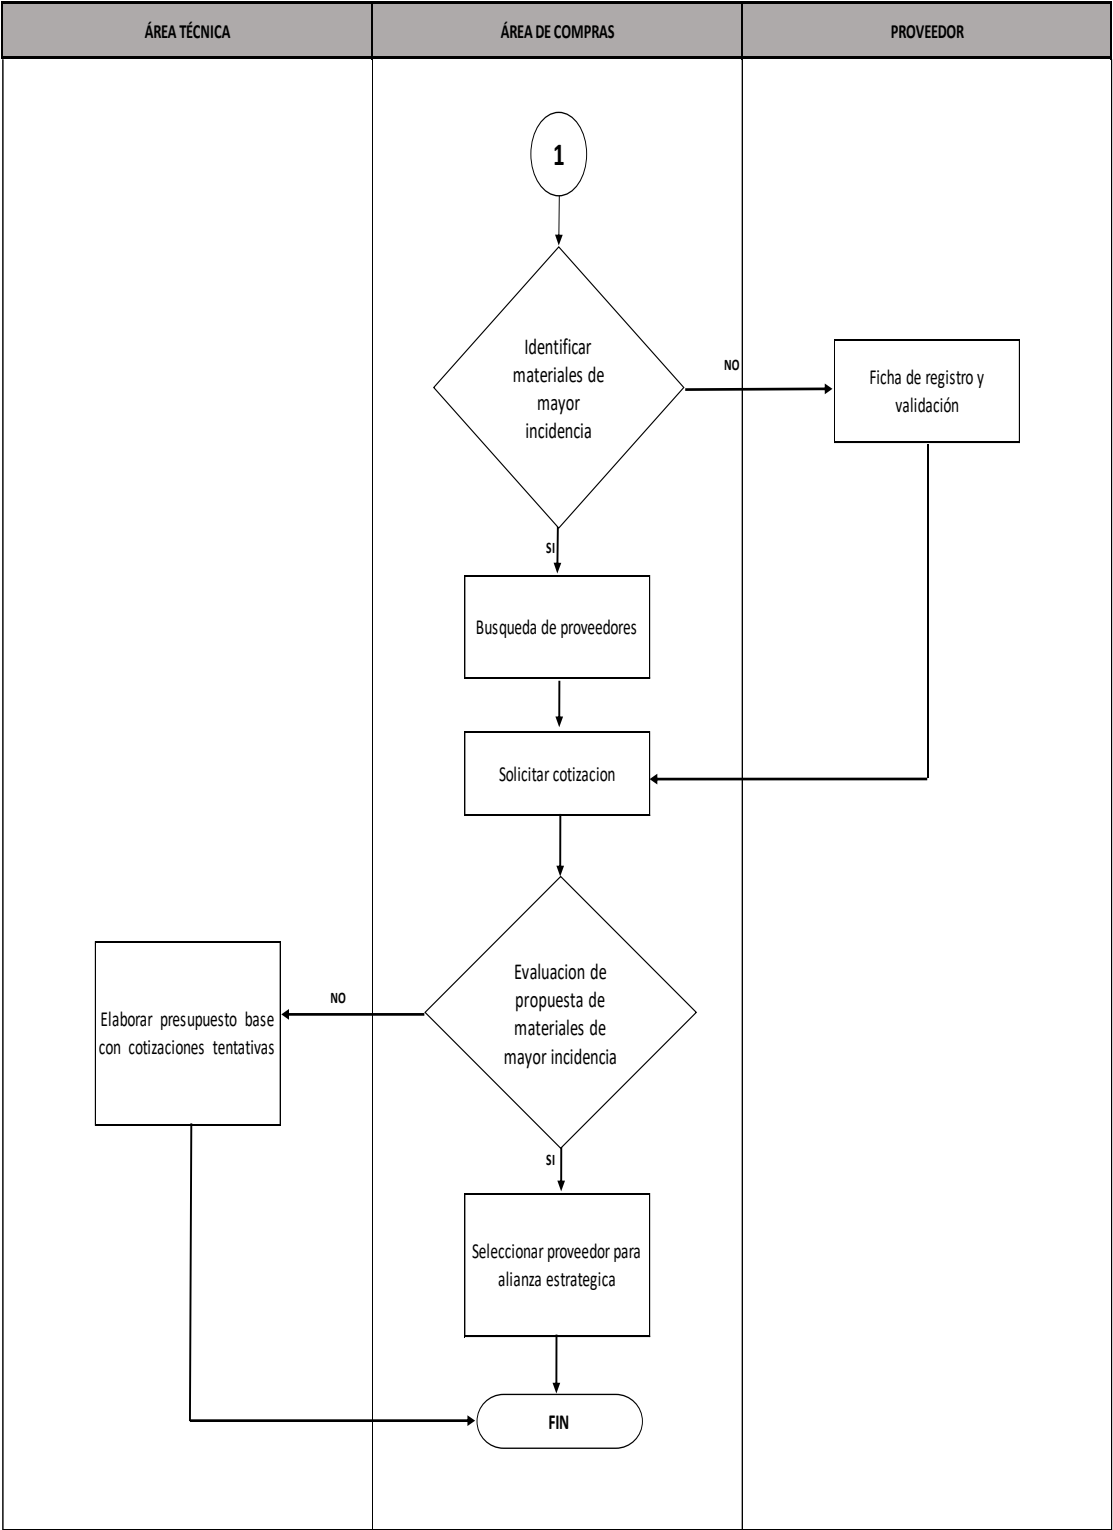 ÁREA TÉCNICA
ÁREA DE COMPRAS
PROVEEDOR
1
Identificar
materiales de
mayor
incidencia
NO
Ficha de registro y
validación
SI
Busqueda de proveedores
Solicitar cotizacion
Evaluacion de
propuesta de
materiales de
mayor incidencia
NO
Elaborar presupuesto base
con cotizaciones tentativas
SI
Seleccionar proveedor para
alianza estrategica
FIN